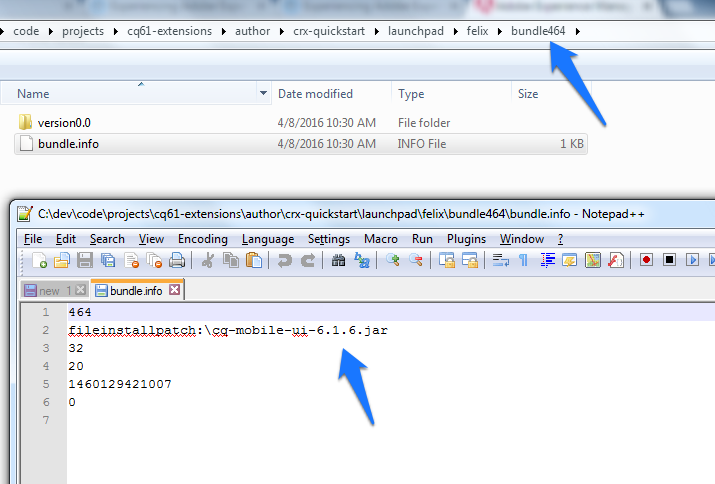 code ▸ projects ▸ cq61-extensions ▸ author ▸ crx-quickstart ▸ launchpad ▸ felix ▸ bundle464 ▸
Name Date modified Type Size
version0.0 4/8/2016 10:30 AM File folder
bundle.info 4/8/2016 10:30 AM INFO File 1 KB
C:\dev\code\projects\cq61-extensions\author\crx-quickstart\launchpad\felix\bundle464\bundle.info - Notepad++
File Edit Search View Encoding Language Settings Macro Run Plugins Window ?
new 1 bundle.info
1 464
2 fileinstallpatch:\cq-mobile-ui-6.1.6.jar
3 32
4 20
5 1460129421007
6 0
7